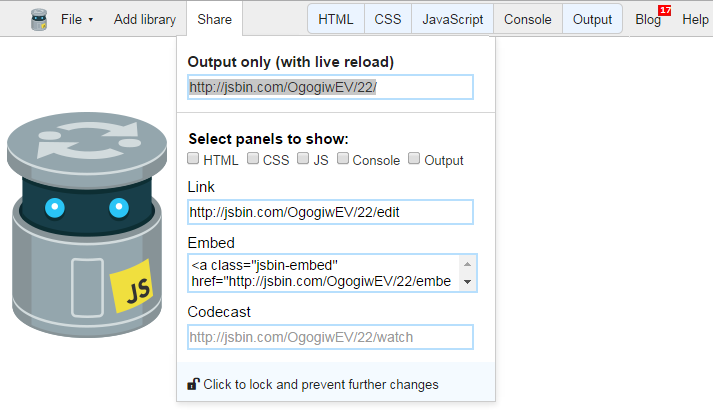 File ▾ Add library Share HTML CSS JavaScript Console Output Blog 17 Help
Output only (with live reload)
http://jsbin.com/OgogiwEV/22/
Select panels to show:
HTML CSS JS Console Output
Link
http://jsbin.com/OgogiwEV/22/edit
Embed
<a class="jsbin-embed"
href="http://jsbin.com/OgogiwEV/22/embe
JS
Codecast
http://jsbin.com/OgogiwEV/22/watch
Click to lock and prevent further changes